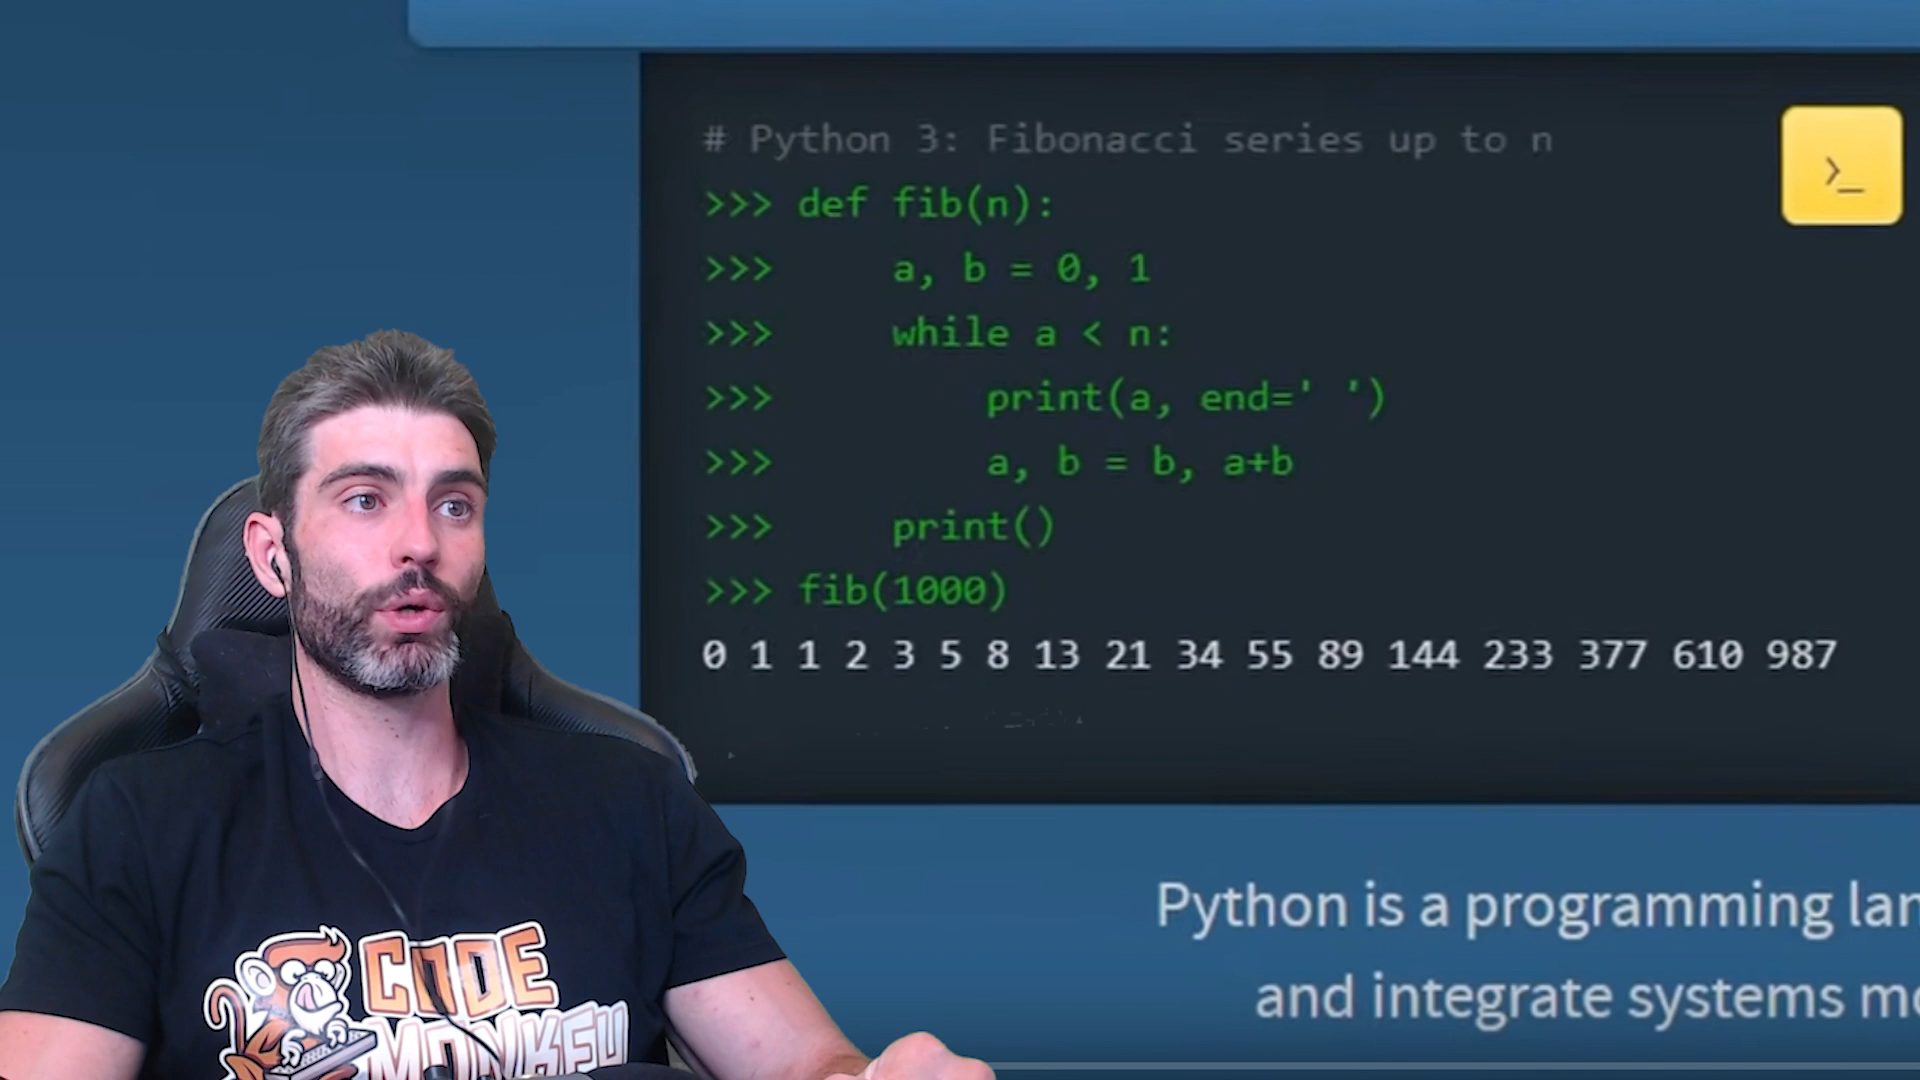 # Python 3: Fibonacci series up to n
>>> def fib(n):
>>>     a, b = 0, 1
>>>     while a < n:
>>>         print(a, end=' ')
>>>         a, b = b, a+b
>>>     print()
>>> fib(1000)
0 1 1 2 3 5 8 13 21 34 55 89 144 233 377 610 987
>_
Python is a programming lan
and integrate systems mo
CODE
MONKEY